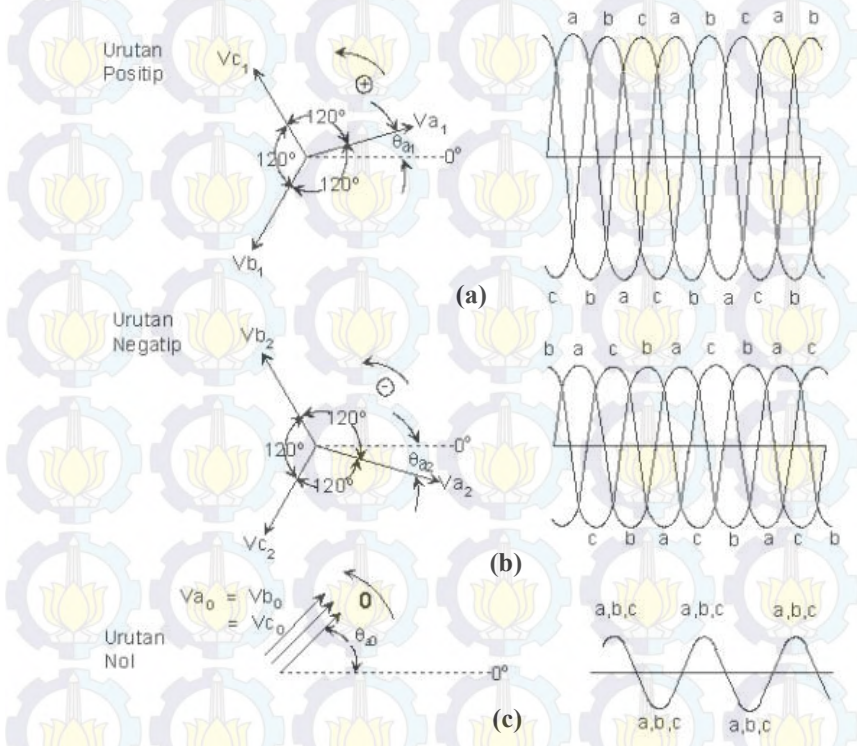 Urutan
Positip
Vc₁
120°
120°
120°
Va₁
θa₁
0°
Vb₁
a b c a b c a b
c b a c b a c b
(a)
Urutan
Negatip
Vb₂
120°
120°
120°
0°
θa₂
Va₂
Vc₂
b a c b a c b a c
c b a c b a c b
(b)
Urutan
Nol
Va₀ = Vb₀
= Vc₀
0
θa0
0°
a,b,c a,b,c a,b,c
a,b,c a,b,c
(c)